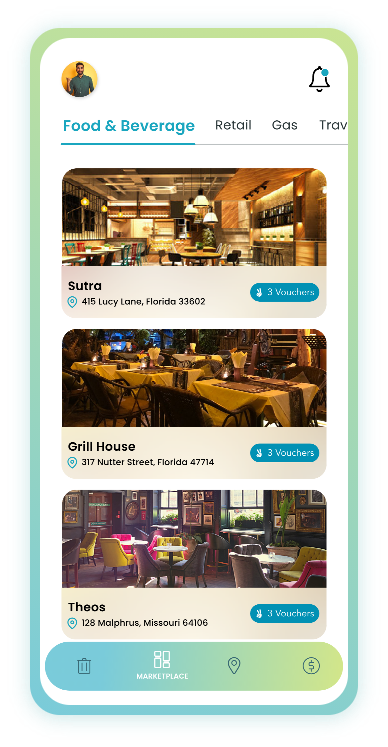 Food & Beverage Retail Gas Trav
Sutra
415 Lucy Lane, Florida 33602
3 Vouchers
Grill House
317 Nutter Street, Florida 47714
3 Vouchers
Theos
128 Malphrus, Missouri 64106
3 Vouchers
MARKETPLACE